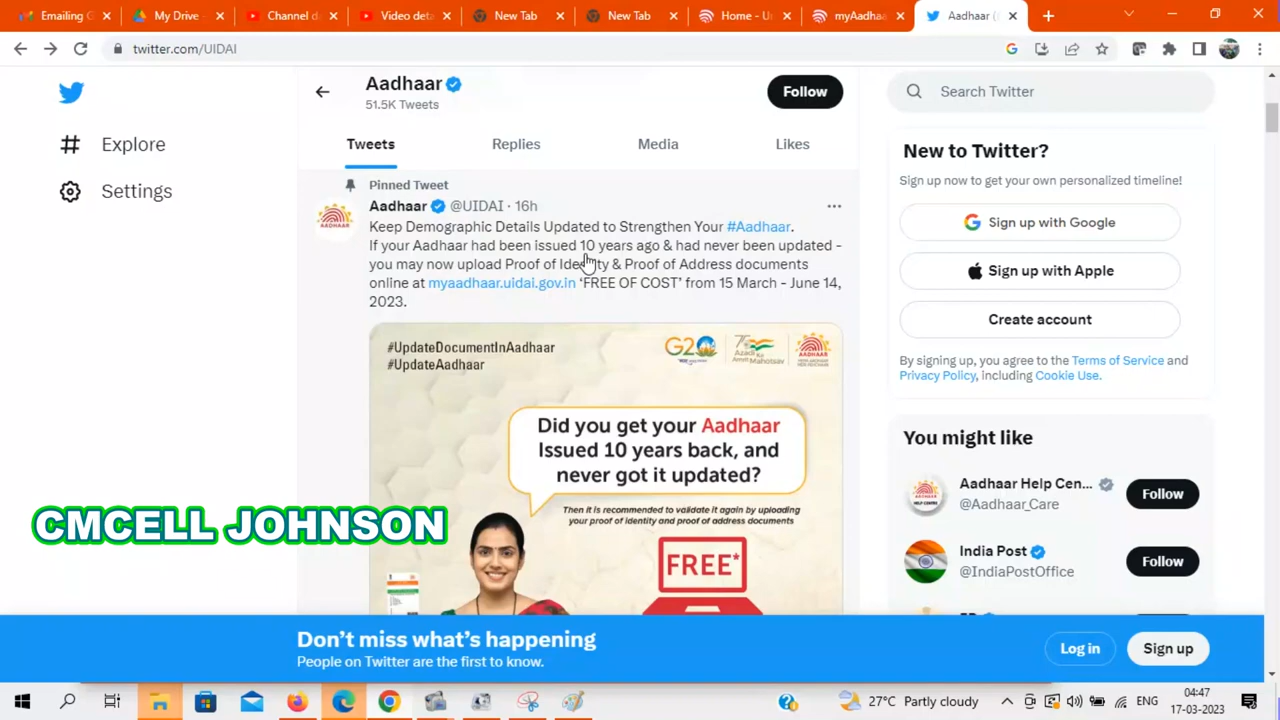 Emailing G
My Drive -
Channel d
Video deta
New Tab
New Tab
Home - U
myAadhaa
Aadhaar (
twitter.com/UIDAI
Aadhaar
51.5K Tweets
Follow
Search Twitter
Explore
Settings
Tweets
Replies
Media
Likes
Pinned Tweet
Aadhaar @UIDAI · 16h
Keep Demographic Details Updated to Strengthen Your #Aadhaar.
If your Aadhaar had been issued 10 years ago & had never been updated -
you may now upload Proof of Identity & Proof of Address documents
online at myaadhaar.uidai.gov.in ‘FREE OF COST’ from 15 March - June 14,
2023.
#UpdateDocumentInAadhaar
#UpdateAadhaar
G20
75
Azadi Ka
Amrit Mahotsav
AADHAAR
Did you get your Aadhaar
Issued 10 years back, and
never got it updated?
Then it is recommended to validate it again by uploading
your proof of identity and proof of address documents
FREE*
CMCELL JOHNSON
New to Twitter?
Sign up now to get your own personalized timeline!
Sign up with Google
Sign up with Apple
Create account
By signing up, you agree to the Terms of Service and
Privacy Policy, including Cookie Use.
You might like
Aadhaar Help Cen...
@Aadhaar_Care
Follow
India Post
@IndiaPostOffice
Follow
Don’t miss what’s happening
People on Twitter are the first to know.
Log in
Sign up
27°C Partly cloudy
ENG
04:47
17-03-2023